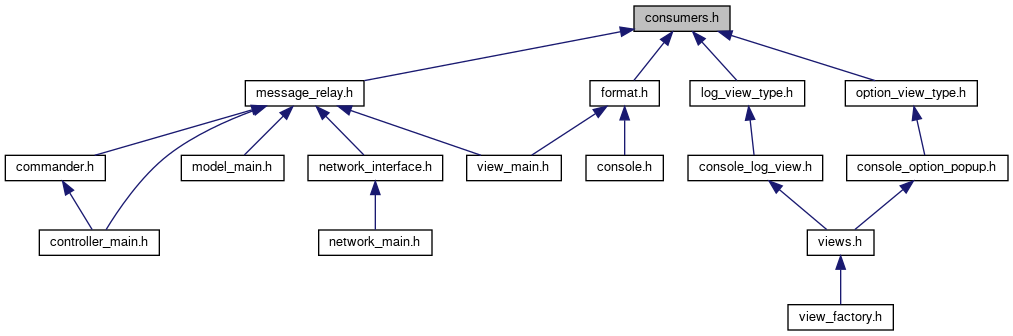 consumers.h
message_relay.h
format.h
log_view_type.h
option_view_type.h
commander.h
model_main.h
network_interface.h
view_main.h
console.h
console_log_view.h
console_option_popup.h
controller_main.h
network_main.h
views.h
view_factory.h